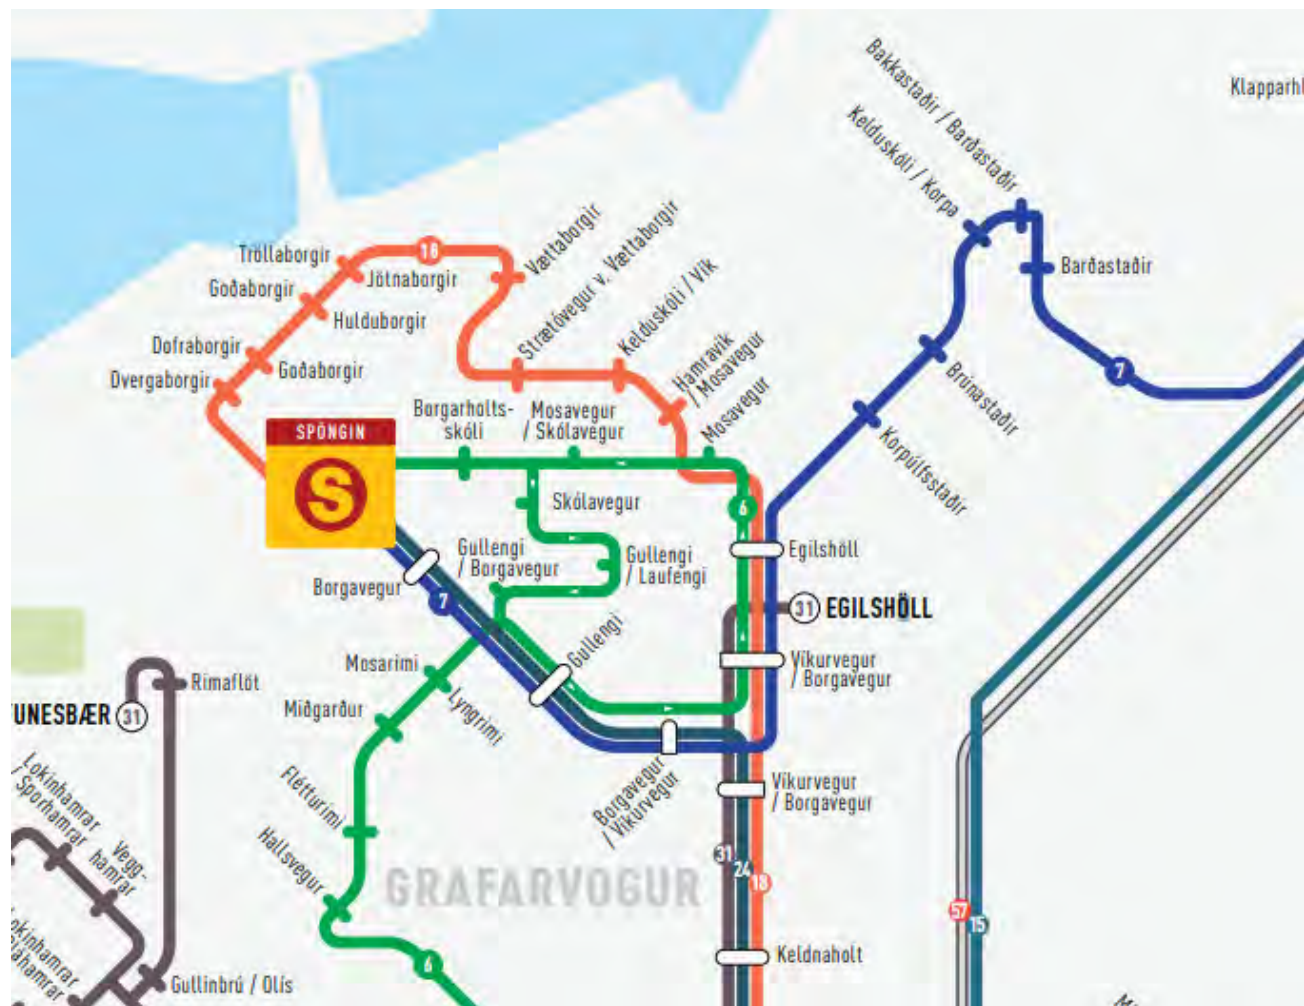 Bakkastaðir / Barðastaðir
Kelduskóli / Korpa
Barðastaðir
7
Brúnastaðir
Korpúlfsstaðir
Tröllaborgir
18
Jötnaborgir
Goðaborgir
Hulduborgir
Dofraborgir
Goðaborgir
Dvergaborgir
Vættaborgir
Strætóvegur v. Vættaborgir
Kelduskóli / Vík
Hamravík
/ Mosavegur
Mosavegur
SPÖNGIN
S
Borgarholts-
skóli
Mosavegur
/ Skólavegur
Skólavegur
6
Gullengi
/ Borgavegur
Gullengi
/ Laufengi
Egilshöll
Borgavegur
7
31
EGILSHÖLL
Gullengi
Víkurvegur
/ Borgavegur
Mosarimi
Lyngrimi
Miðgarður
Rimaflöt
31
Borgavegur
/ Víkurvegur
Víkurvegur
/ Borgavegur
Flétturimi
Hallsvegur
Lokinhamrar
/ Sporhamrar
Vegg-
hamrar
GRAFARVOGUR
31
24
18
57
15
Keldnaholt
6
Gullinbrú / Olís